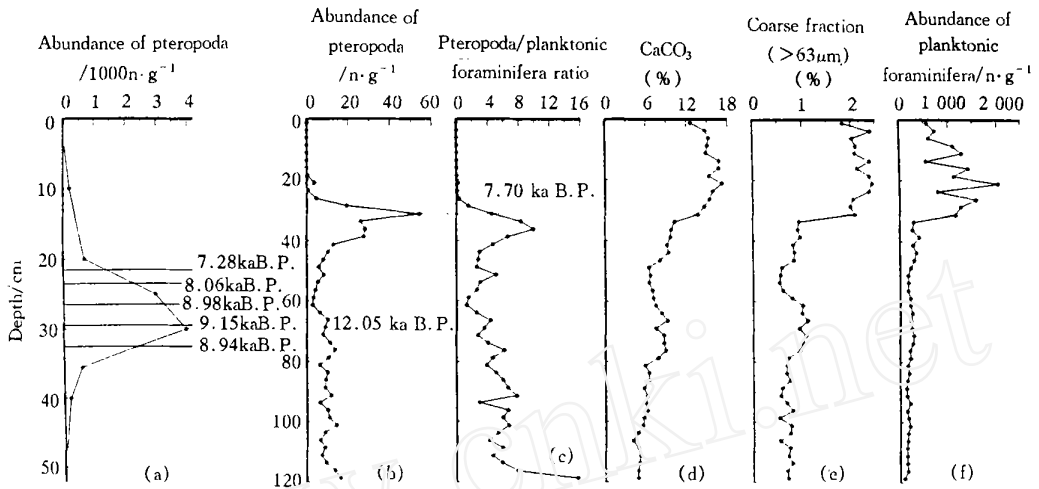 Abundance of pteropoda
/1000n·g⁻¹
0 1 2 3 4
0
10
20
30
40
50
Depth/cm
7.28kaB.P.
8.06kaB.P.
8.98kaB.P.
9.15kaB.P.
8.94kaB.P.
(a)
Abundance of
pteropoda
/n·g⁻¹
0 20 40 60
0
20
40
60
80
100
120
12.05 ka B.P.
(b)
Pteropoda/planktonic
foraminifera ratio
0 4 8 12 16
7.70 ka B.P.
(c)
CaCO₃
(%)
0 6 12 18
(d)
Coarse fraction
(>63μm)
(%)
0 1 2
(e)
Abundance of
planktonic
foraminifera/n·g⁻¹
0 1 000 2 000
(f)
cnki.net